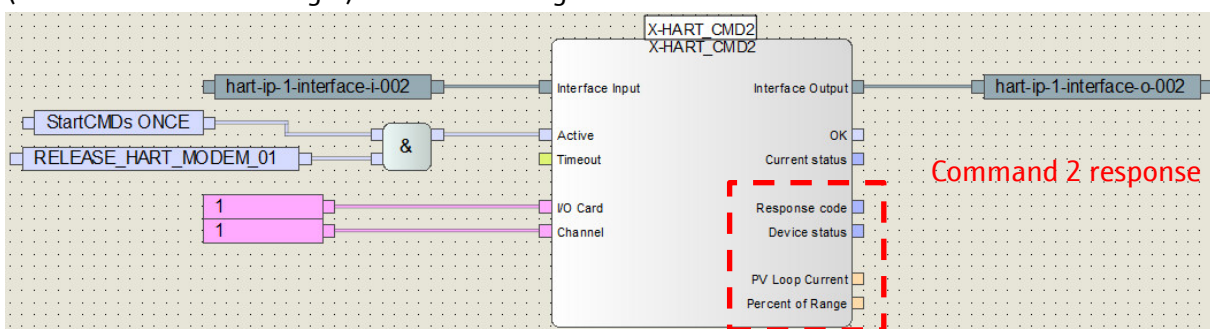 X-HART_CMD2
X-HART_CMD2
hart-ip-1-interface-i-002
Interface Input
Interface Output
hart-ip-1-interface-o-002
StartCMDs ONCE
&
Active
OK
RELEASE_HART_MODEM_01
Timeout
Current status
Command 2 response
1
I/O Card
Response code
1
Channel
Device status
PV Loop Current
Percent of Range